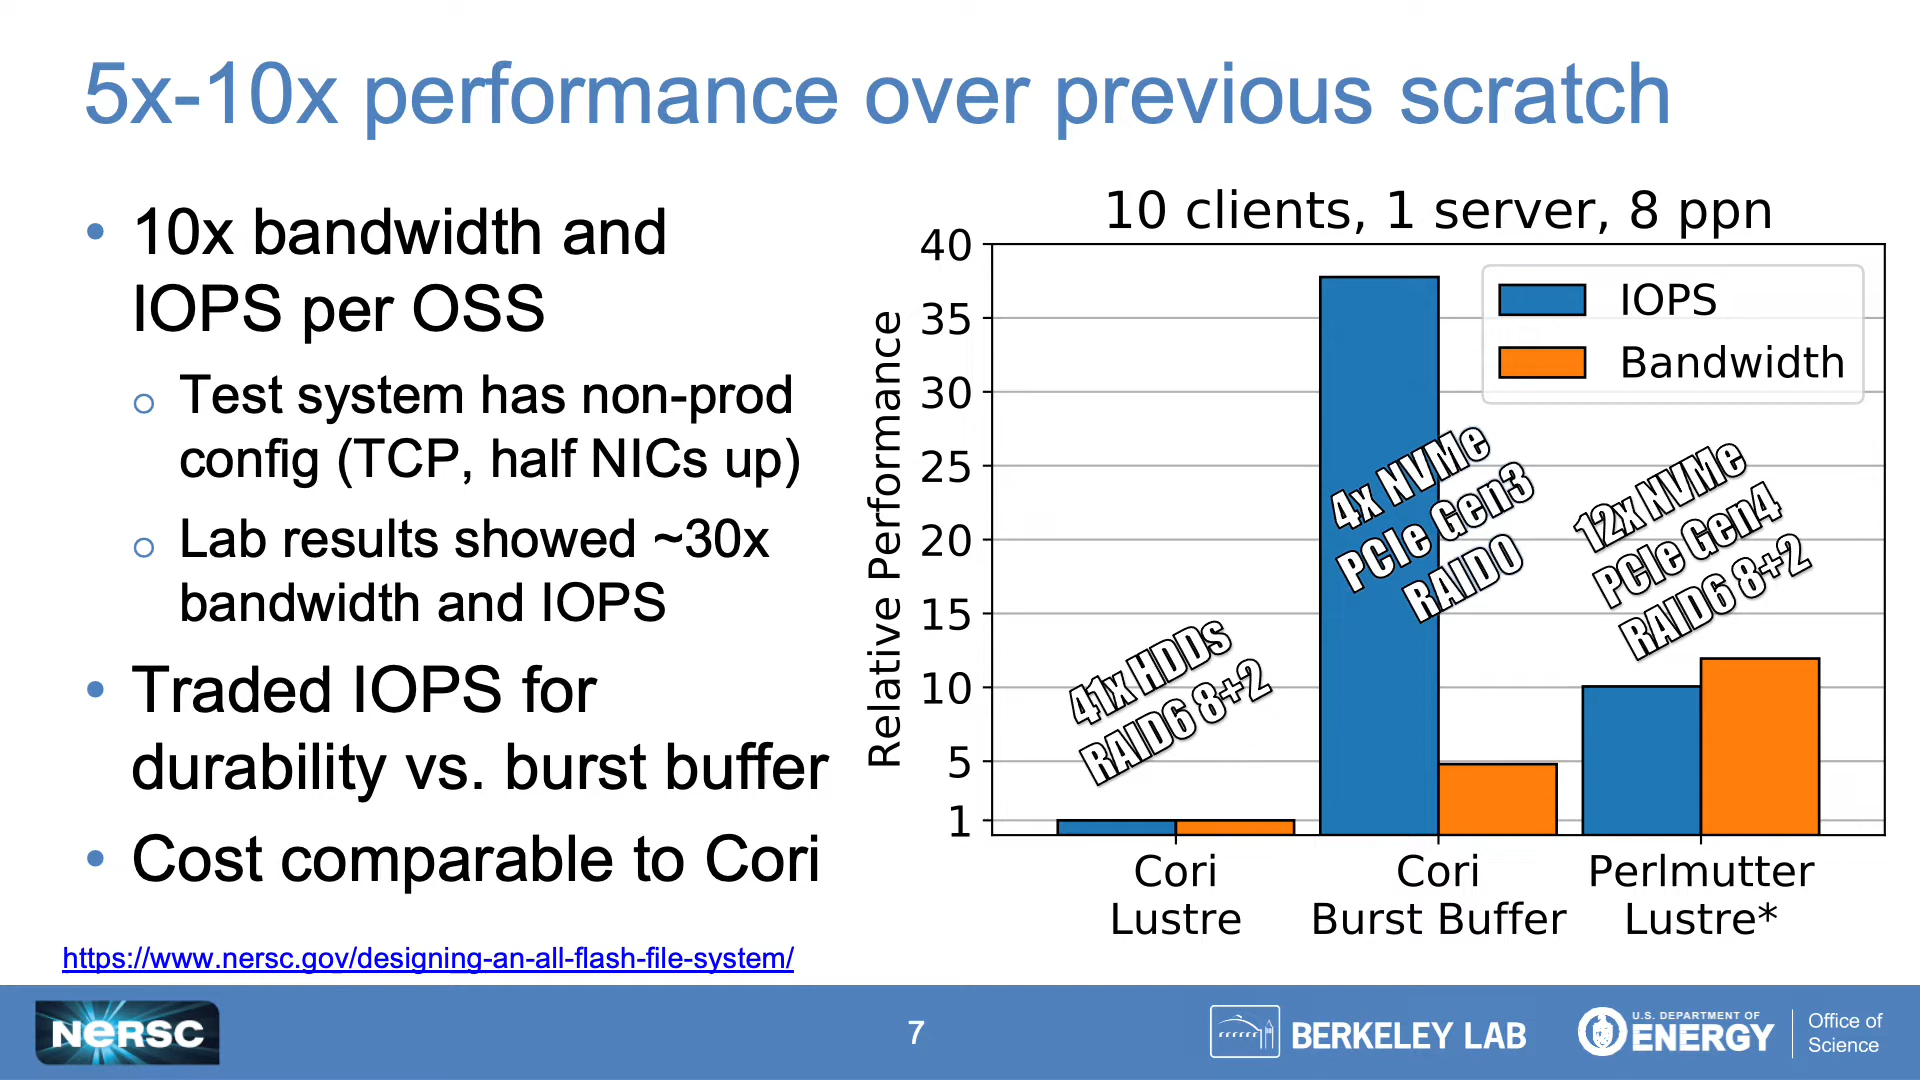 5x-10x performance over previous scratch
• 10x bandwidth and
IOPS per OSS
o Test system has non-prod
config (TCP, half NICs up)
o Lab results showed ~30x
bandwidth and IOPS
• Traded IOPS for
durability vs. burst buffer
• Cost comparable to Cori
https://www.nersc.gov/designing-an-all-flash-file-system/
10 clients, 1 server, 8 ppn
Relative Performance
40
35
30
25
20
15
10
5
1
IOPS
Bandwidth
41x HDDs
RAID6 8+2
4x NVMe
PCIe Gen3
RAID0
12x NVMe
PCIe Gen4
RAID6 8+2
Cori
Lustre
Cori
Burst Buffer
Perlmutter
Lustre*
NERSC
7
BERKELEY LAB
U.S. DEPARTMENT OF
ENERGY
Office of
Science